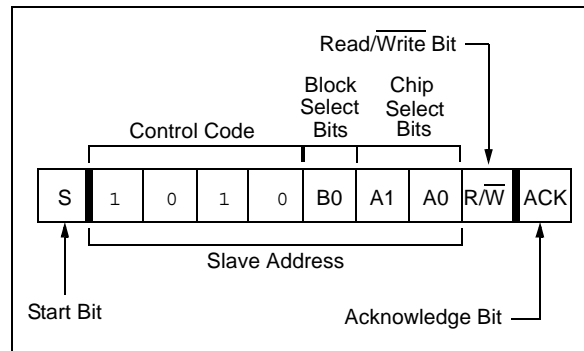 Read/Write Bit
Block Select Bits
Chip Select Bits
Control Code
S 1 0 1 0 B0 A1 A0 R/W ACK
Slave Address
Start Bit
Acknowledge Bit